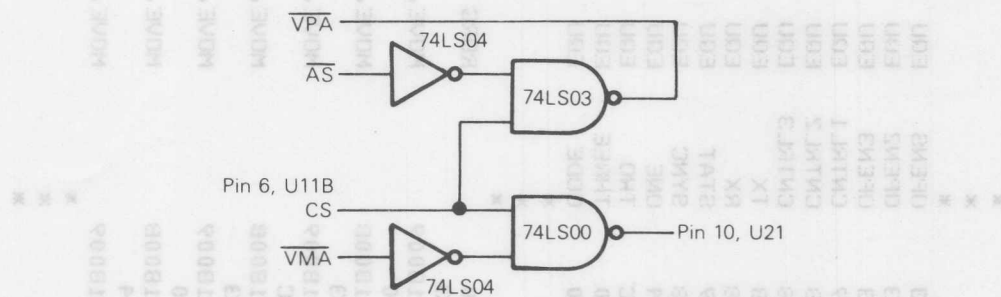 VPA
74LS04
AS
74LS03
Pin 6, U11B
CS
74LS00
Pin 10, U21
VMA
74LS04